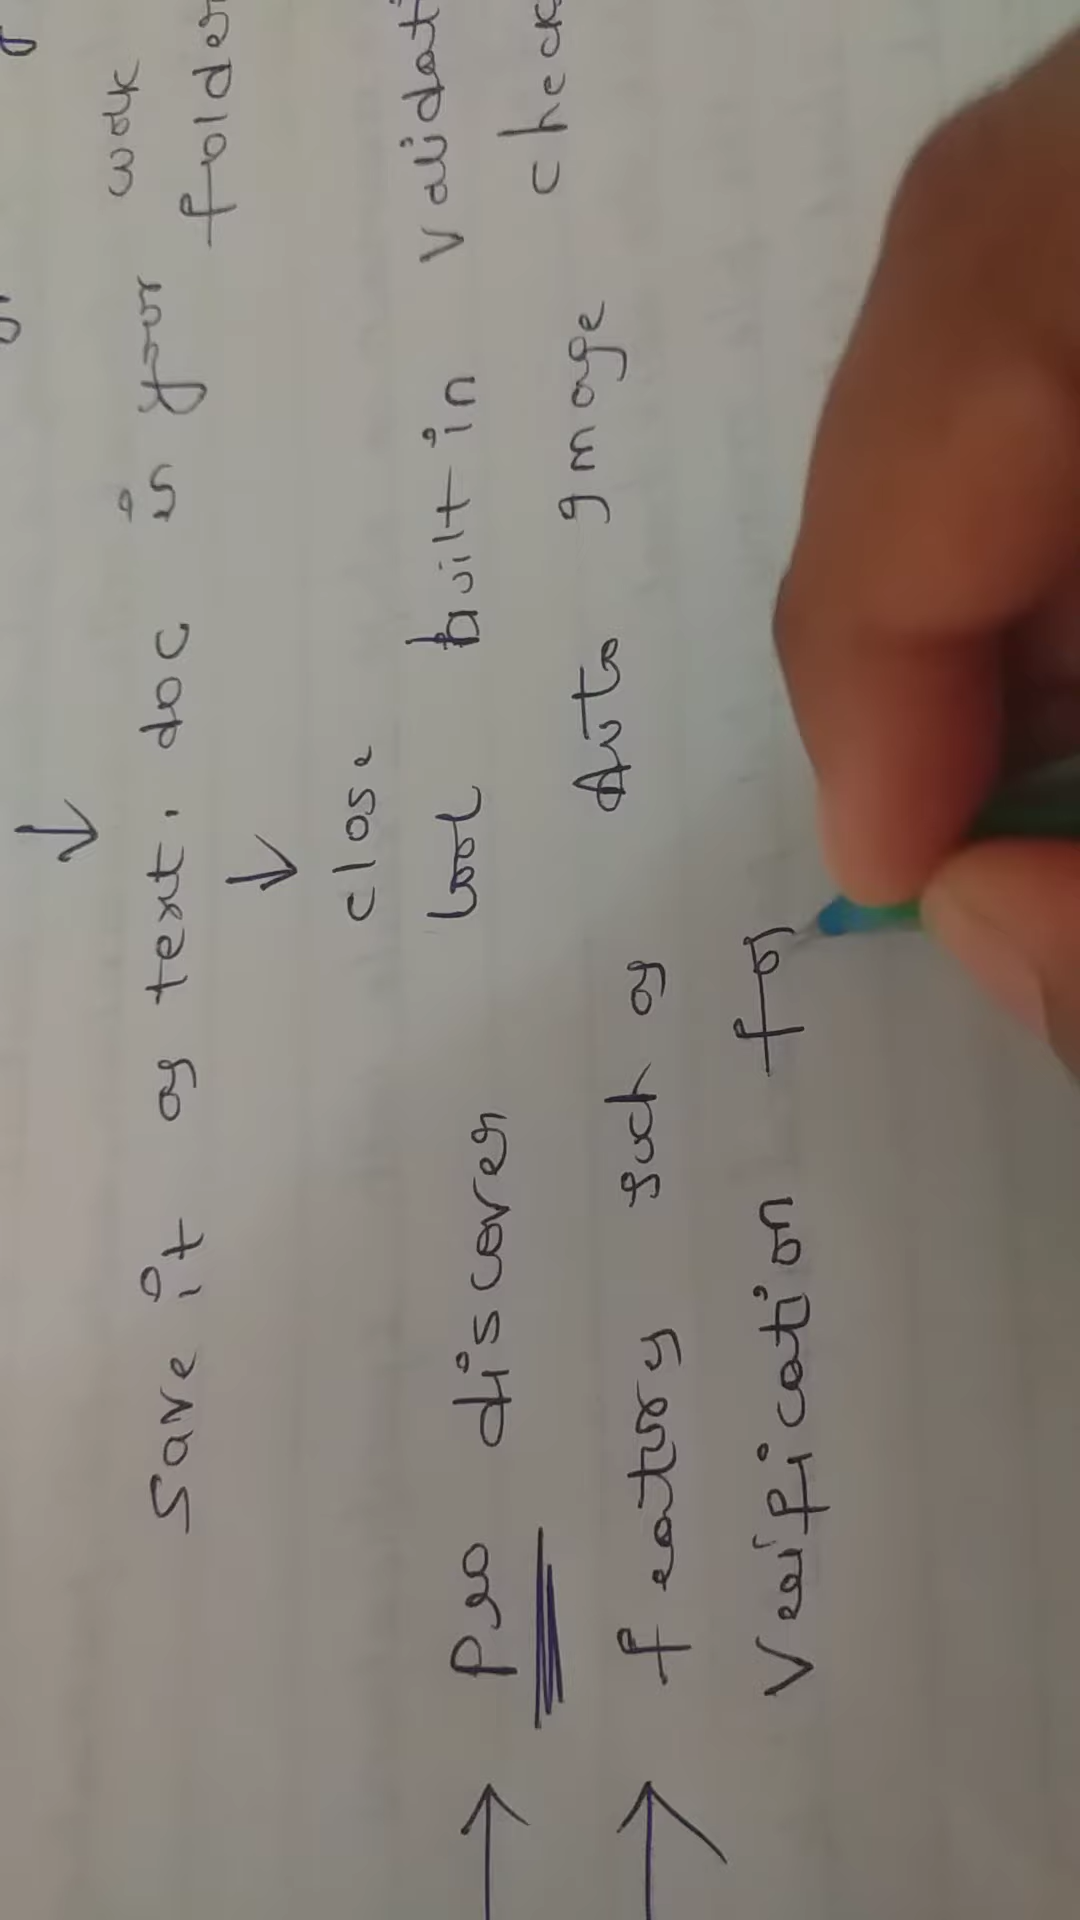 ↓
Save it as text. doc in your work folder
↓
close
→ Pro discover tool built in validati
→ features such as Auto image check
verification fo